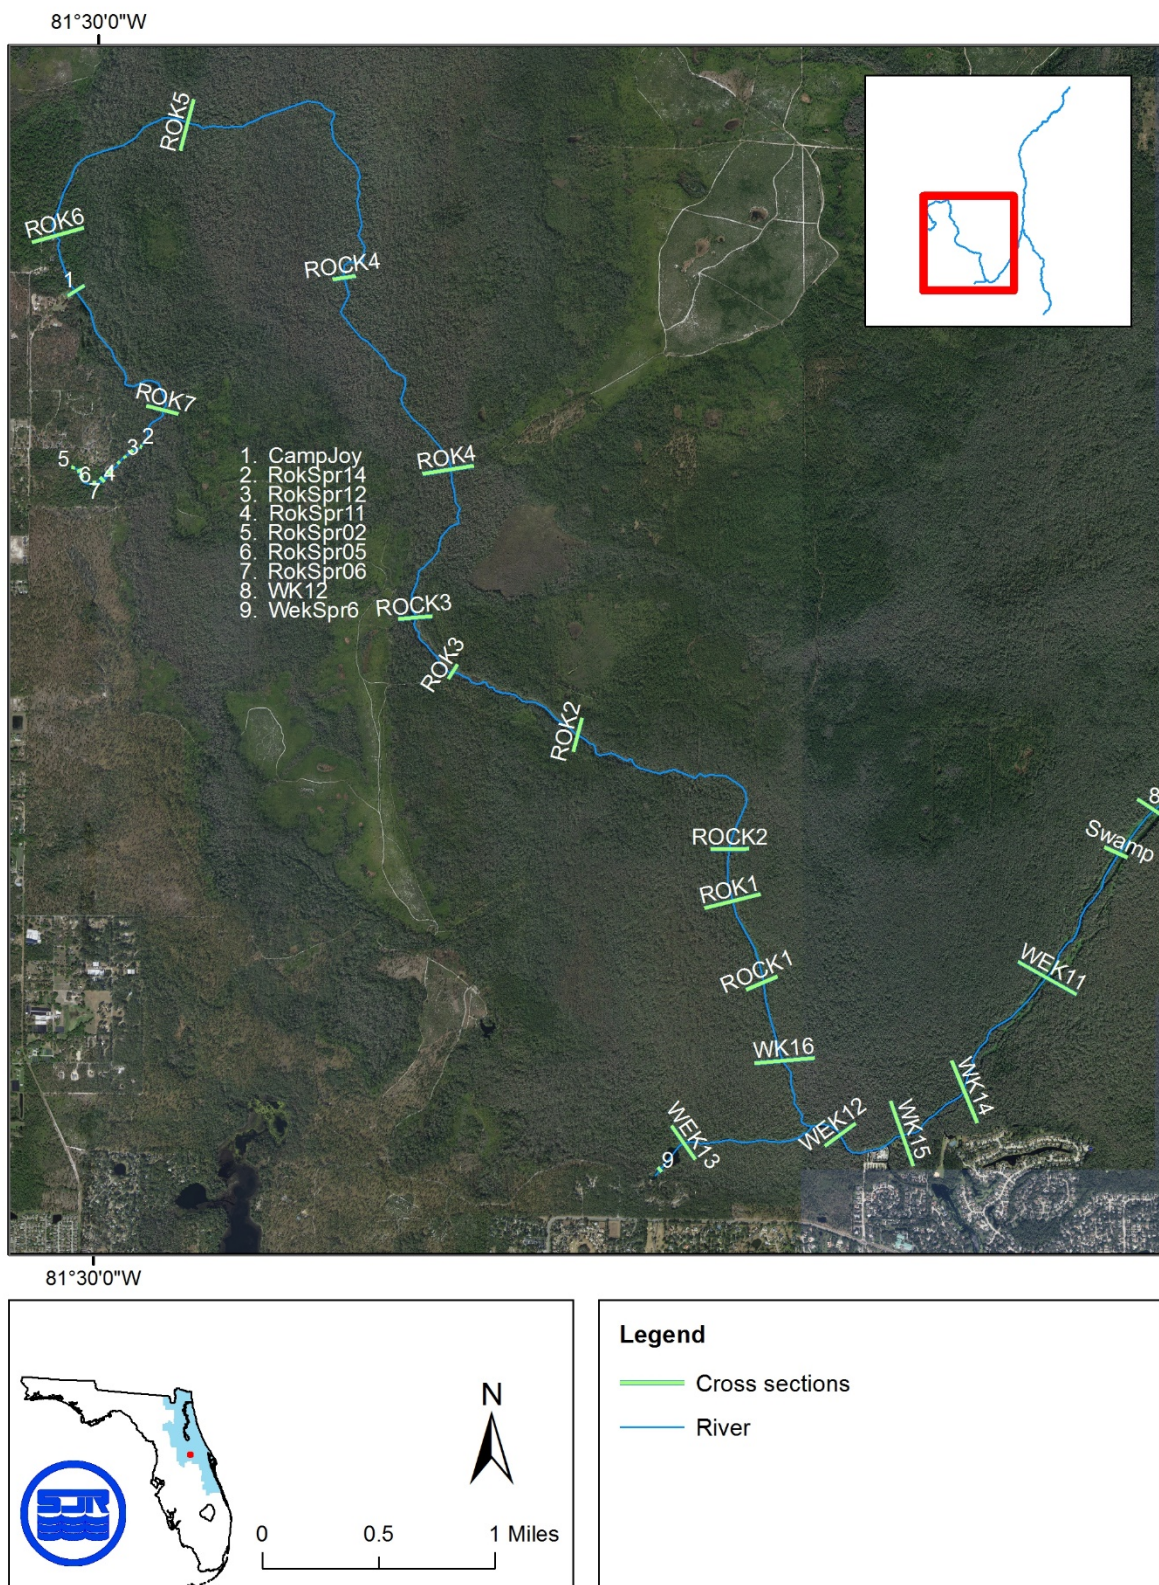 81°30'0"W
ROK5
ROK6
ROCK4
1
ROK7
2
3
5
6
4
7
ROK4
1. CampJoy
2. RokSpr14
3. RokSpr12
4. RokSpr11
5. RokSpr02
6. RokSpr05
7. RokSpr06
8. WK12
9. WekSpr6
ROCK3
ROK3
ROK2
8
ROCK2
Swamp
ROK1
ROCK1
WEK11
WK16
WK14
WEK12
WK15
WEK13
9
81°30'0"W
Legend
Cross sections
River
N
SJR
0 0.5 1 Miles